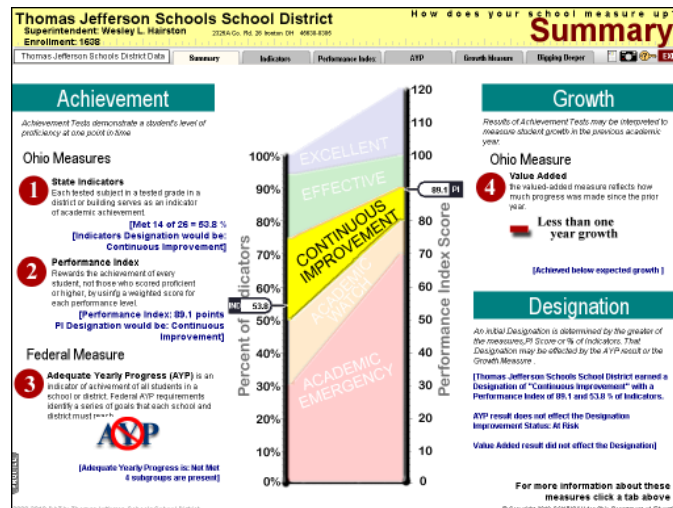 Thomas Jefferson Schools School District
How does your school measure up?
Superintendent: Wesley L. Hairston
Summary
Enrollment: 1638
Thomas Jefferson Schools District Data
Summary
Indicators
Performance Index
AYP
Growth Measure
Digging Deeper
Achievement
Achievement Tests demonstrate a student's level of
proficiency at one point in time
Ohio Measures
1
State Indicators
Each tested subject in a tested grade in a
district or building serves as an indicator
of academic achievement.
[Met 14 of 26 = 53.8 %
[Indicators Designation would be:
Continuous Improvement]
2
Performance Index
Rewards the achievement of every
student, not those who scored proficient
or higher, by usinfg a weighted score for
each performance level.
[Performance Index: 89.1 points
PI Designation would be: Continuous
Improvement]
Federal Measure
3
Adequate Yearly Progress (AYP) is an
indicator of achivement of all students in a
school or district. Federal AYP requirements
identify a series of goals that each school and
district must reach
AYP
[Adequate Yearly Progress is: Not Met
4 subgroups are present]
100%
90%
80%
70%
60%
50%
40%
30%
20%
10%
0%
Percent of Indicators
IND
53.8
EXCELLENT
EFFECTIVE
CONTINUOUS
IMPROVEMENT
ACADEMIC
WATCH
ACADEMIC
EMERGENCY
120
110
100
89.1 PI
80
70
60
50
40
30
20
10
0
Performance Index Score
Growth
Results of Achievement Tests may be interpreted to
measure student growth in the previous academic
year.
Ohio Measure
4
Value Added
the valued-added measure reflects how
much progress was made since the prior
year.
Less than one
year growth
[Achieved below expected growth ]
Designation
An initial Designation is determined by the greater of
the measures,PI Score or % of Indicators. That
Designation may be effected by the AYP result or the
Growth Measure .
[Thomas Jefferson Schools School District earned a
Designation of "Continuous Improvement" with a
Performance Index of 89.1 and 53.8 % of Indicators.
AYP result does not effect the Designation
Improvement Status: At Risk
Value Added result did not effect the Designation]
For more information about these
measures click a tab above